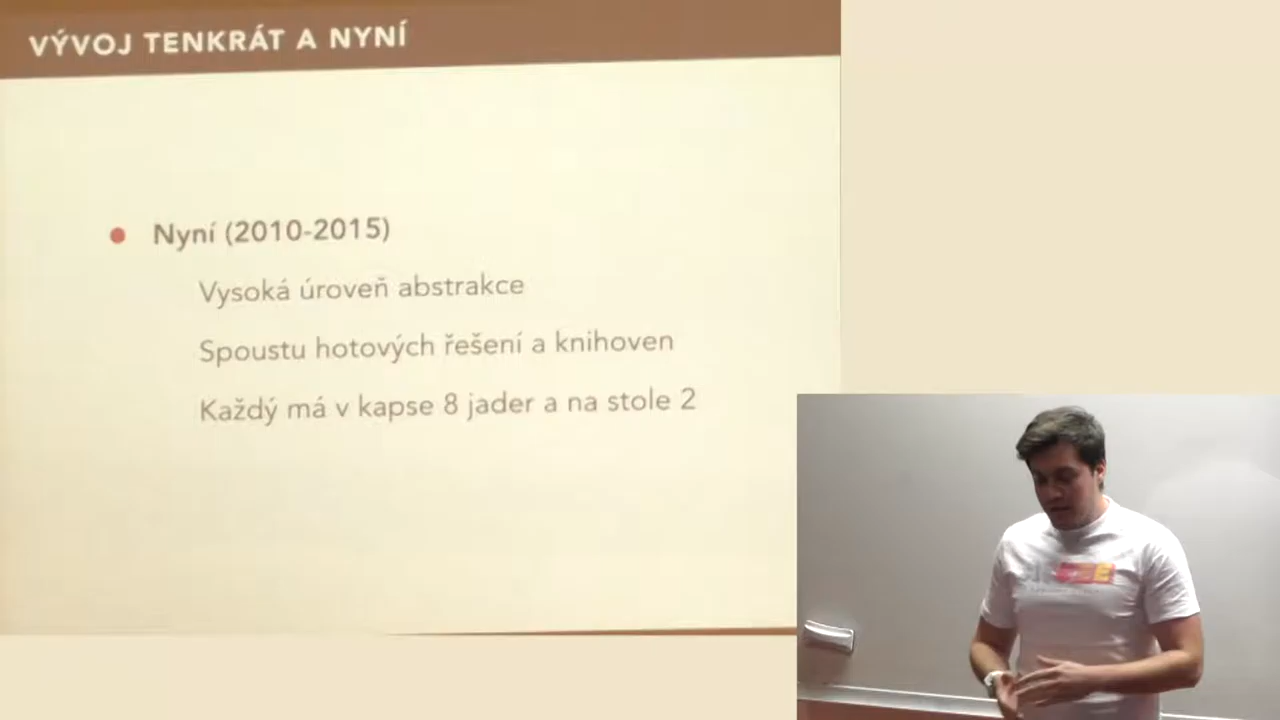 VÝVOJ TENKRÁT A NYNÍ
Nyní (2010-2015)
Vysoká úroveň abstrakce
Spoustu hotových řešení a knihoven
Každý má v kapse 8 jader a na stole 2